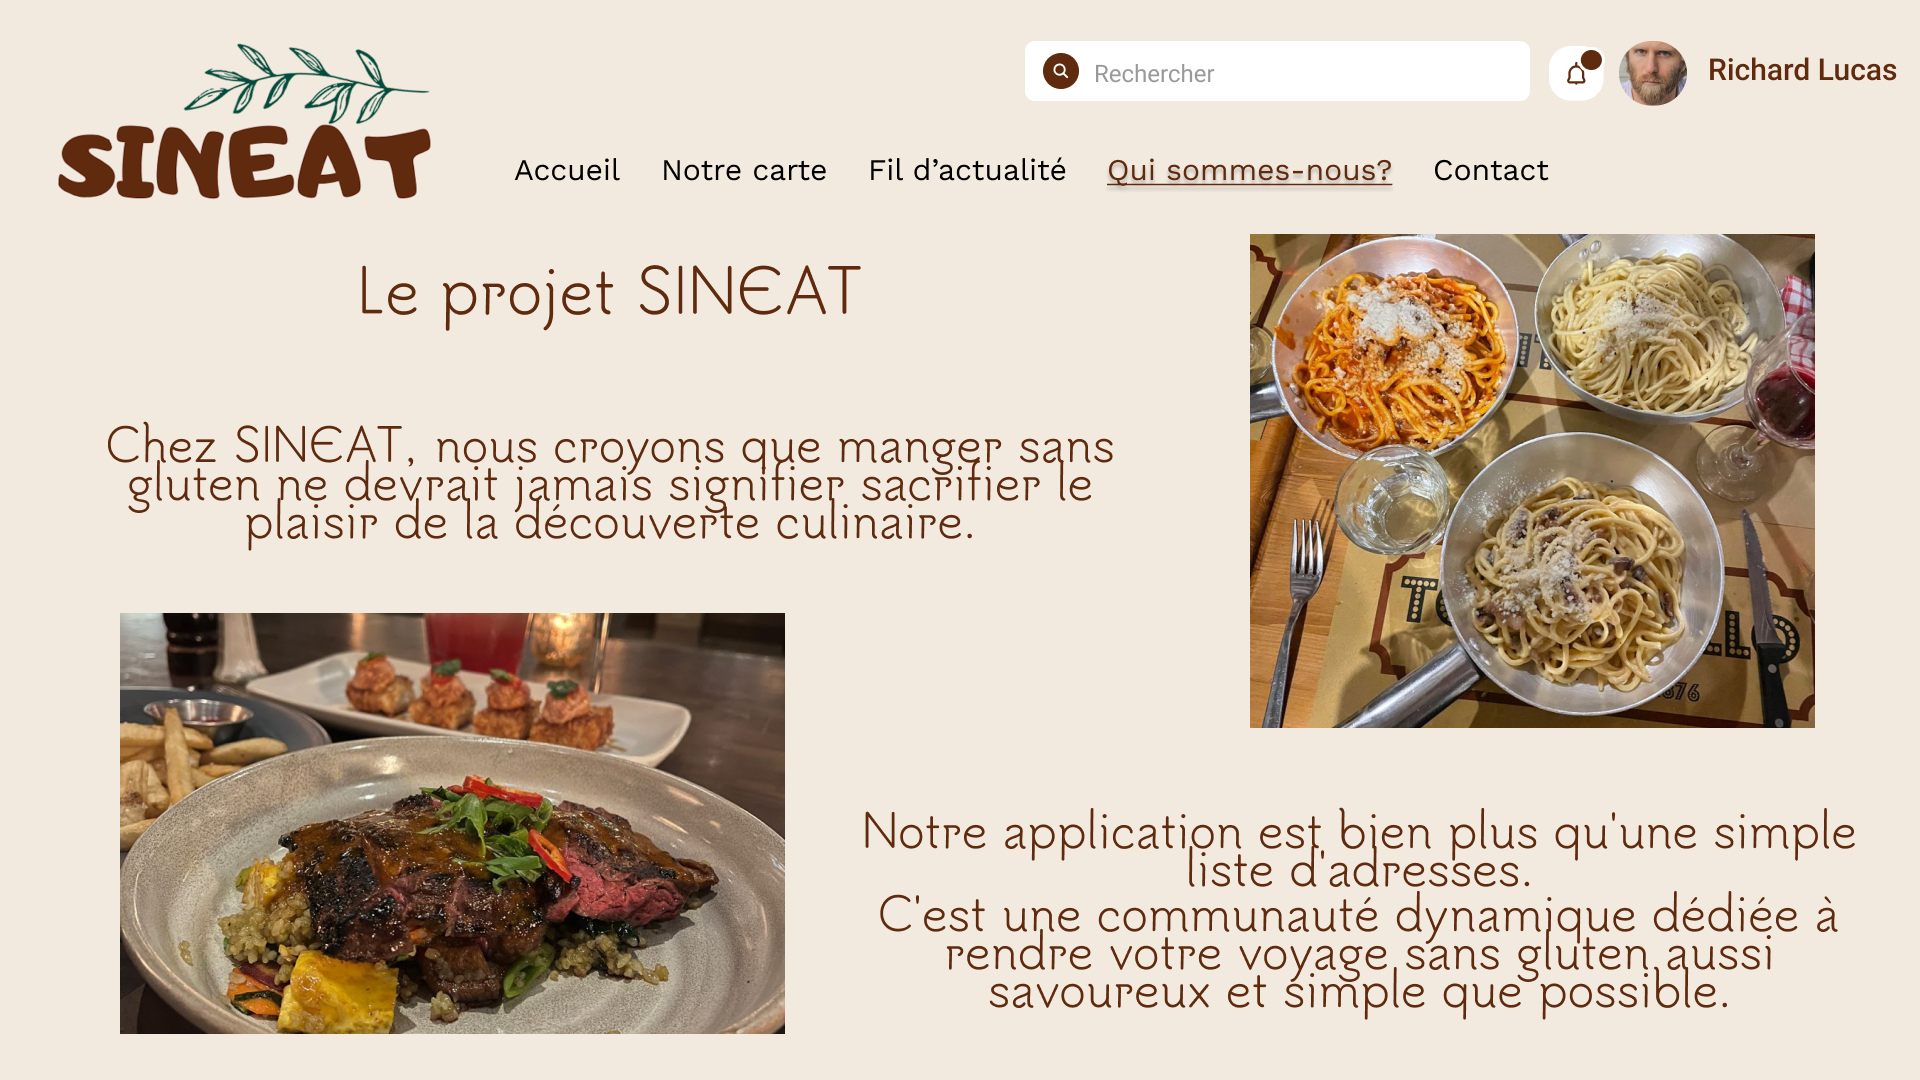 SINEAT
Rechercher
Richard Lucas
Accueil
Notre carte
Fil d’actualité
Qui sommes-nous?
Contact
Le projet SINEAT
Chez SINEAT, nous croyons que manger sans
gluten ne devrait jamais signifier sacrifier le
plaisir de la découverte culinaire.
Notre application est bien plus qu'une simple
liste d'adresses.
C'est une communauté dynamique dédiée à
rendre votre voyage sans gluten aussi
savoureux et simple que possible.